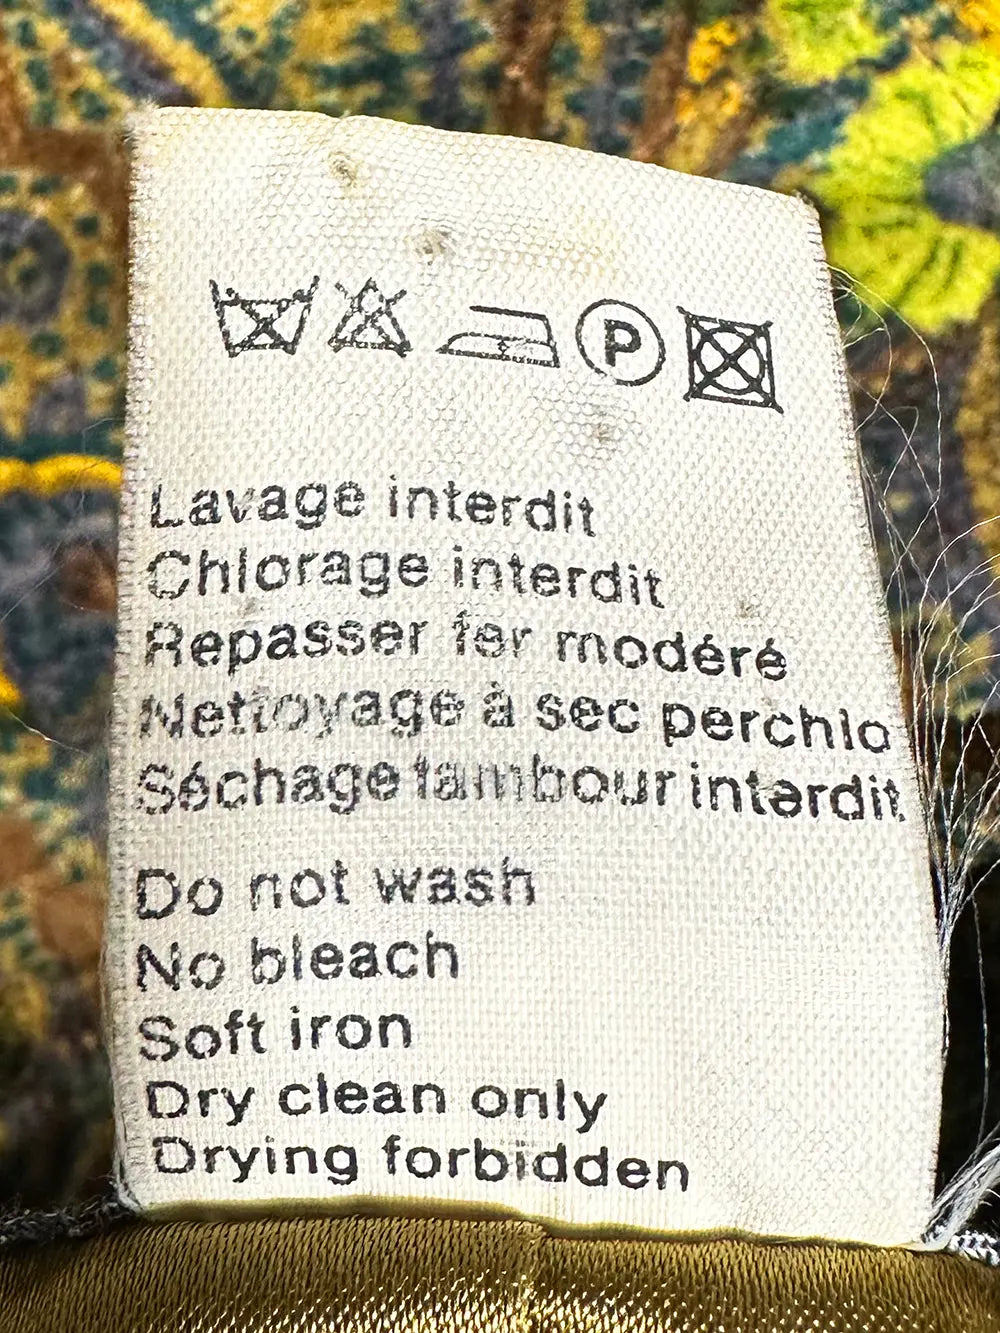 P
Lavage interdit
Chlorage interdit
Repasser fer modéré
Nettoyage à sec perchlo
Séchage tambour interdit
Do not wash
No bleach
Soft iron
Dry clean only
Drying forbidden